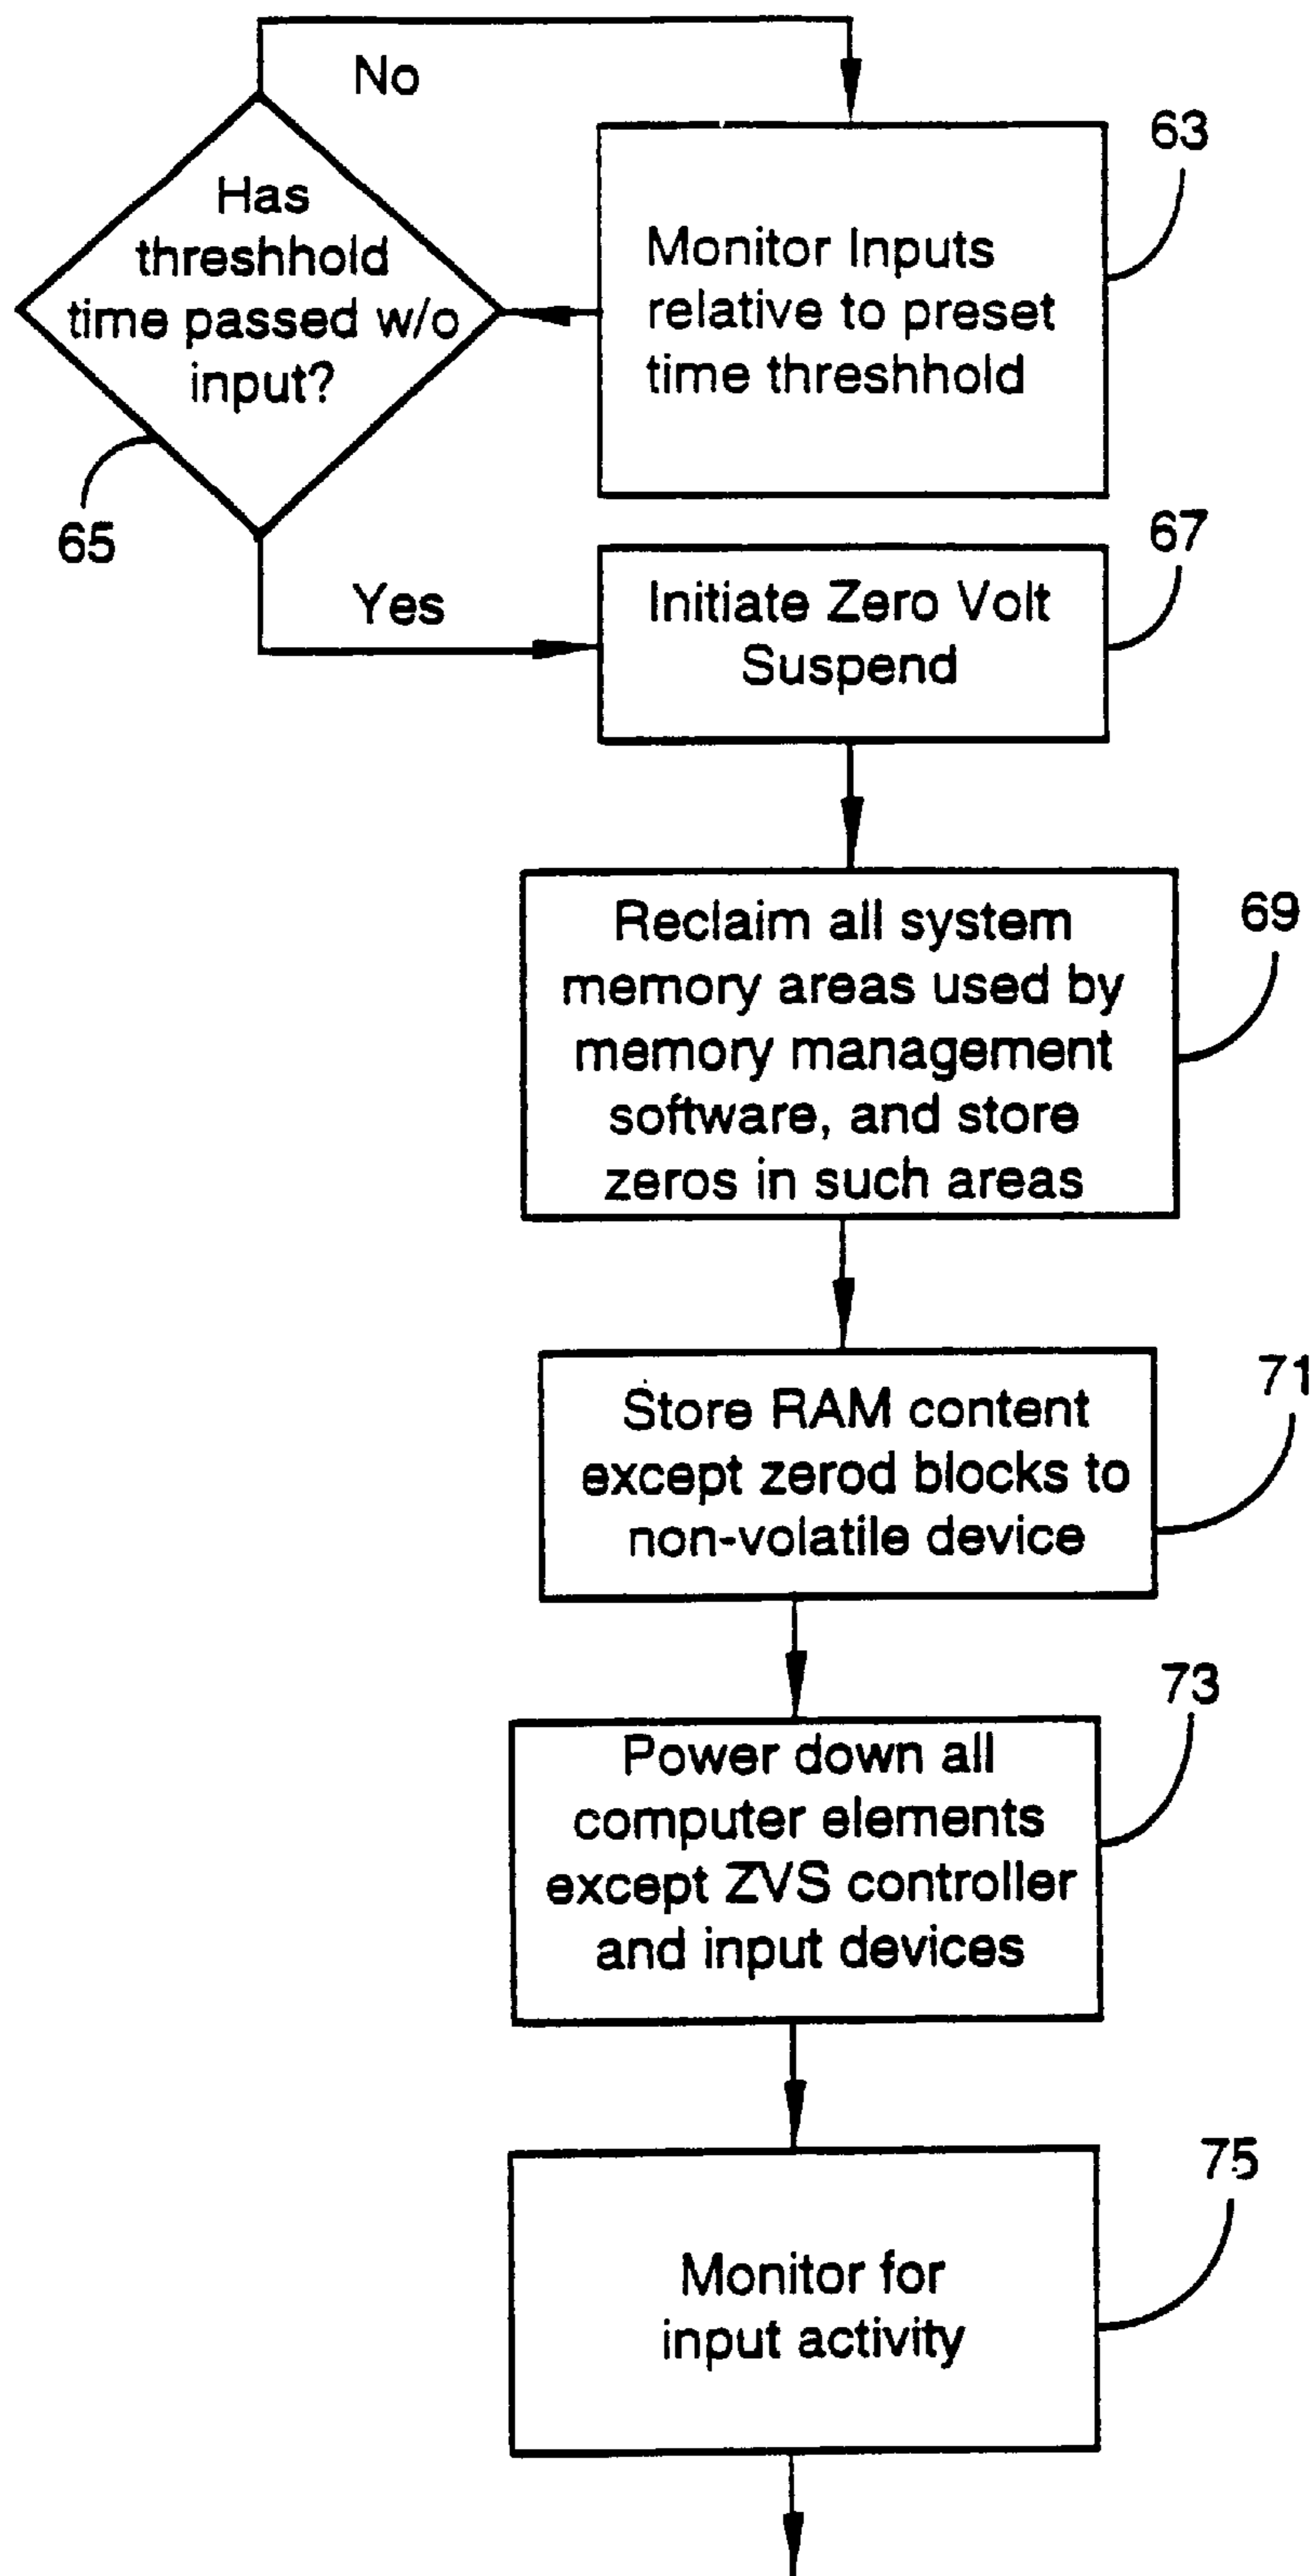 No
63
Has
threshhold
time passed w/o
input?
Monitor Inputs
relative to preset
time threshhold
65
67
Yes
Initiate Zero Volt
Suspend
69
Reclaim all system
memory areas used by
memory management
software, and store
zeros in such areas
71
Store RAM content
except zerod blocks to
non-volatile device
73
Power down all
computer elements
except ZVS controller
and input devices
75
Monitor for
input activity